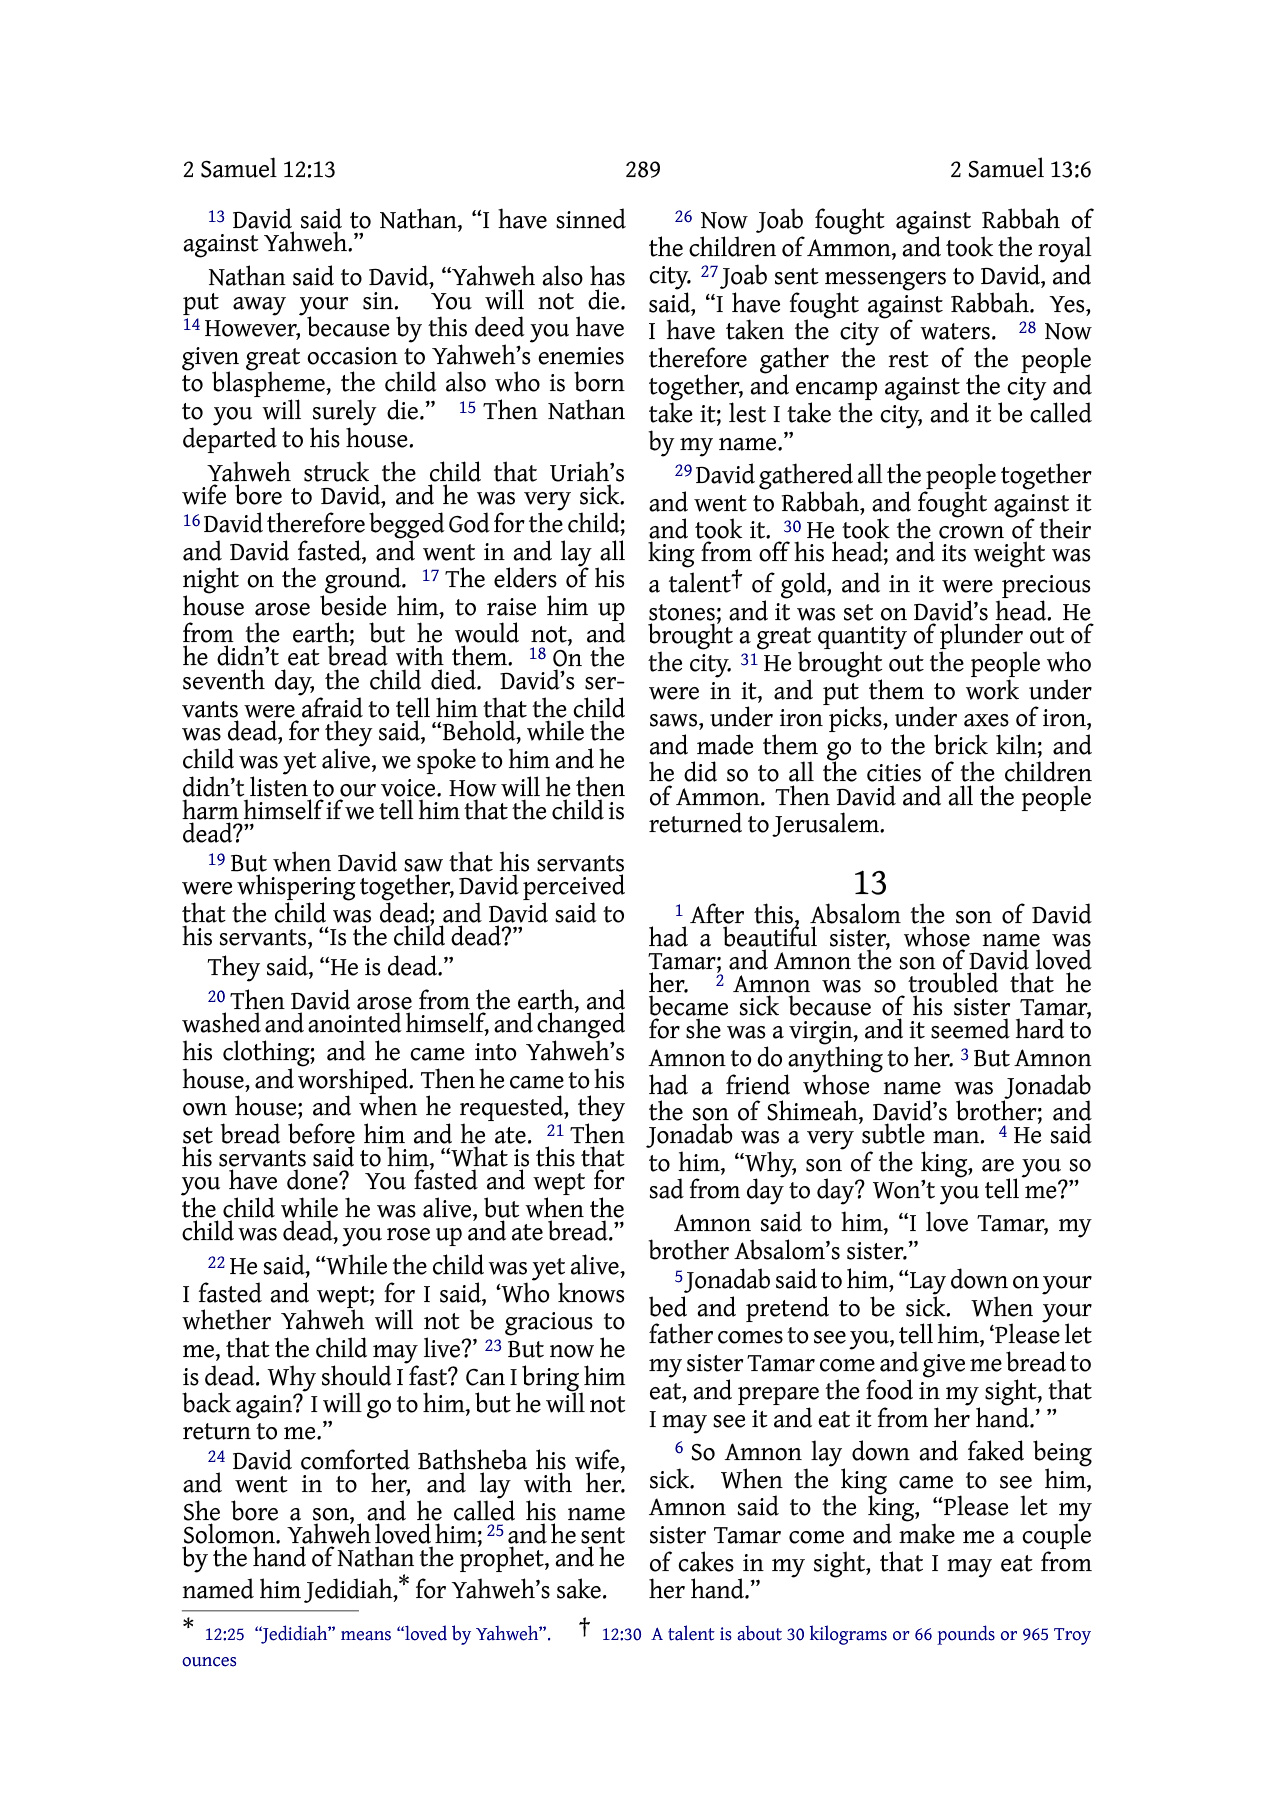 2 Samuel 12:13 289 2 Samuel 13:6
13 David said to Nathan, “I have sinned
against Yahweh.”
Nathan said to David, “Yahweh also has
put away your sin. You will not die.
14 However, because by this deed you have
given great occasion to Yahweh’s enemies
to blaspheme, the child also who is born
to you will surely die.” 15 Then Nathan
departed to his house.
Yahweh struck the child that Uriah’s
wife bore to David, and he was very sick.
16 David therefore begged God for the child;
and David fasted, and went in and lay all
night on the ground. 17 The elders of his
house arose beside him, to raise him up
from the earth; but he would not, and
he didn’t eat bread with them. 18 On the
seventh day, the child died. David’s ser-
vants were afraid to tell him that the child
was dead, for they said, “Behold, while the
child was yet alive, we spoke to him and he
didn’t listen to our voice. How will he then
harm himself if we tell him that the child is
dead?”
19 But when David saw that his servants
were whispering together, David perceived
that the child was dead; and David said to
his servants, “Is the child dead?”
They said, “He is dead.”
20 Then David arose from the earth, and
washed and anointed himself, and changed
his clothing; and he came into Yahweh’s
house, and worshiped. Then he came to his
own house; and when he requested, they
set bread before him and he ate. 21 Then
his servants said to him, “What is this that
you have done? You fasted and wept for
the child while he was alive, but when the
child was dead, you rose up and ate bread.”
22 He said, “While the child was yet alive,
I fasted and wept; for I said, ‘Who knows
whether Yahweh will not be gracious to
me, that the child may live?’ 23 But now he
is dead. Why should I fast? Can I bring him
back again? I will go to him, but he will not
return to me.”
24 David comforted Bathsheba his wife,
and went in to her, and lay with her.
She bore a son, and he called his name
Solomon. Yahweh loved him; 25 and he sent
by the hand of Nathan the prophet, and he
named him Jedidiah,* for Yahweh’s sake.
26 Now Joab fought against Rabbah of
the children of Ammon, and took the royal
city. 27 Joab sent messengers to David, and
said, “I have fought against Rabbah. Yes,
I have taken the city of waters. 28 Now
therefore gather the rest of the people
together, and encamp against the city and
take it; lest I take the city, and it be called
by my name.”
29 David gathered all the people together
and went to Rabbah, and fought against it
and took it. 30 He took the crown of their
king from off his head; and its weight was
a talent† of gold, and in it were precious
stones; and it was set on David’s head. He
brought a great quantity of plunder out of
the city. 31 He brought out the people who
were in it, and put them to work under
saws, under iron picks, under axes of iron,
and made them go to the brick kiln; and
he did so to all the cities of the children
of Ammon. Then David and all the people
returned to Jerusalem.
13
1 After this, Absalom the son of David
had a beautiful sister, whose name was
Tamar; and Amnon the son of David loved
her. 2 Amnon was so troubled that he
became sick because of his sister Tamar,
for she was a virgin, and it seemed hard to
Amnon to do anything to her. 3 But Amnon
had a friend whose name was Jonadab
the son of Shimeah, David’s brother; and
Jonadab was a very subtle man. 4 He said
to him, “Why, son of the king, are you so
sad from day to day? Won’t you tell me?”
Amnon said to him, “I love Tamar, my
brother Absalom’s sister.”
5 Jonadab said to him, “Lay down on your
bed and pretend to be sick. When your
father comes to see you, tell him, ‘Please let
my sister Tamar come and give me bread to
eat, and prepare the food in my sight, that
I may see it and eat it from her hand.’ ”
6 So Amnon lay down and faked being
sick. When the king came to see him,
Amnon said to the king, “Please let my
sister Tamar come and make me a couple
of cakes in my sight, that I may eat from
her hand.”
* 12:25 “Jedidiah” means “loved by Yahweh”. † 12:30 A talent is about 30 kilograms or 66 pounds or 965 Troy
ounces